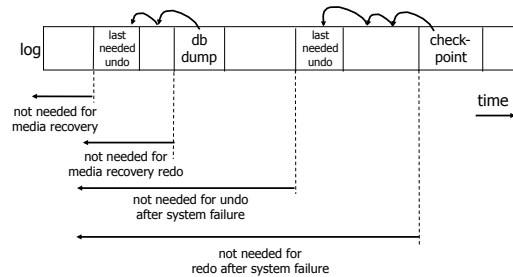 log
last
needed
undo
db
dump
last
needed
undo
check-
point
time
not needed for
media recovery
not needed for
media recovery redo
not needed for undo
after system failure
not needed for
redo after system failure